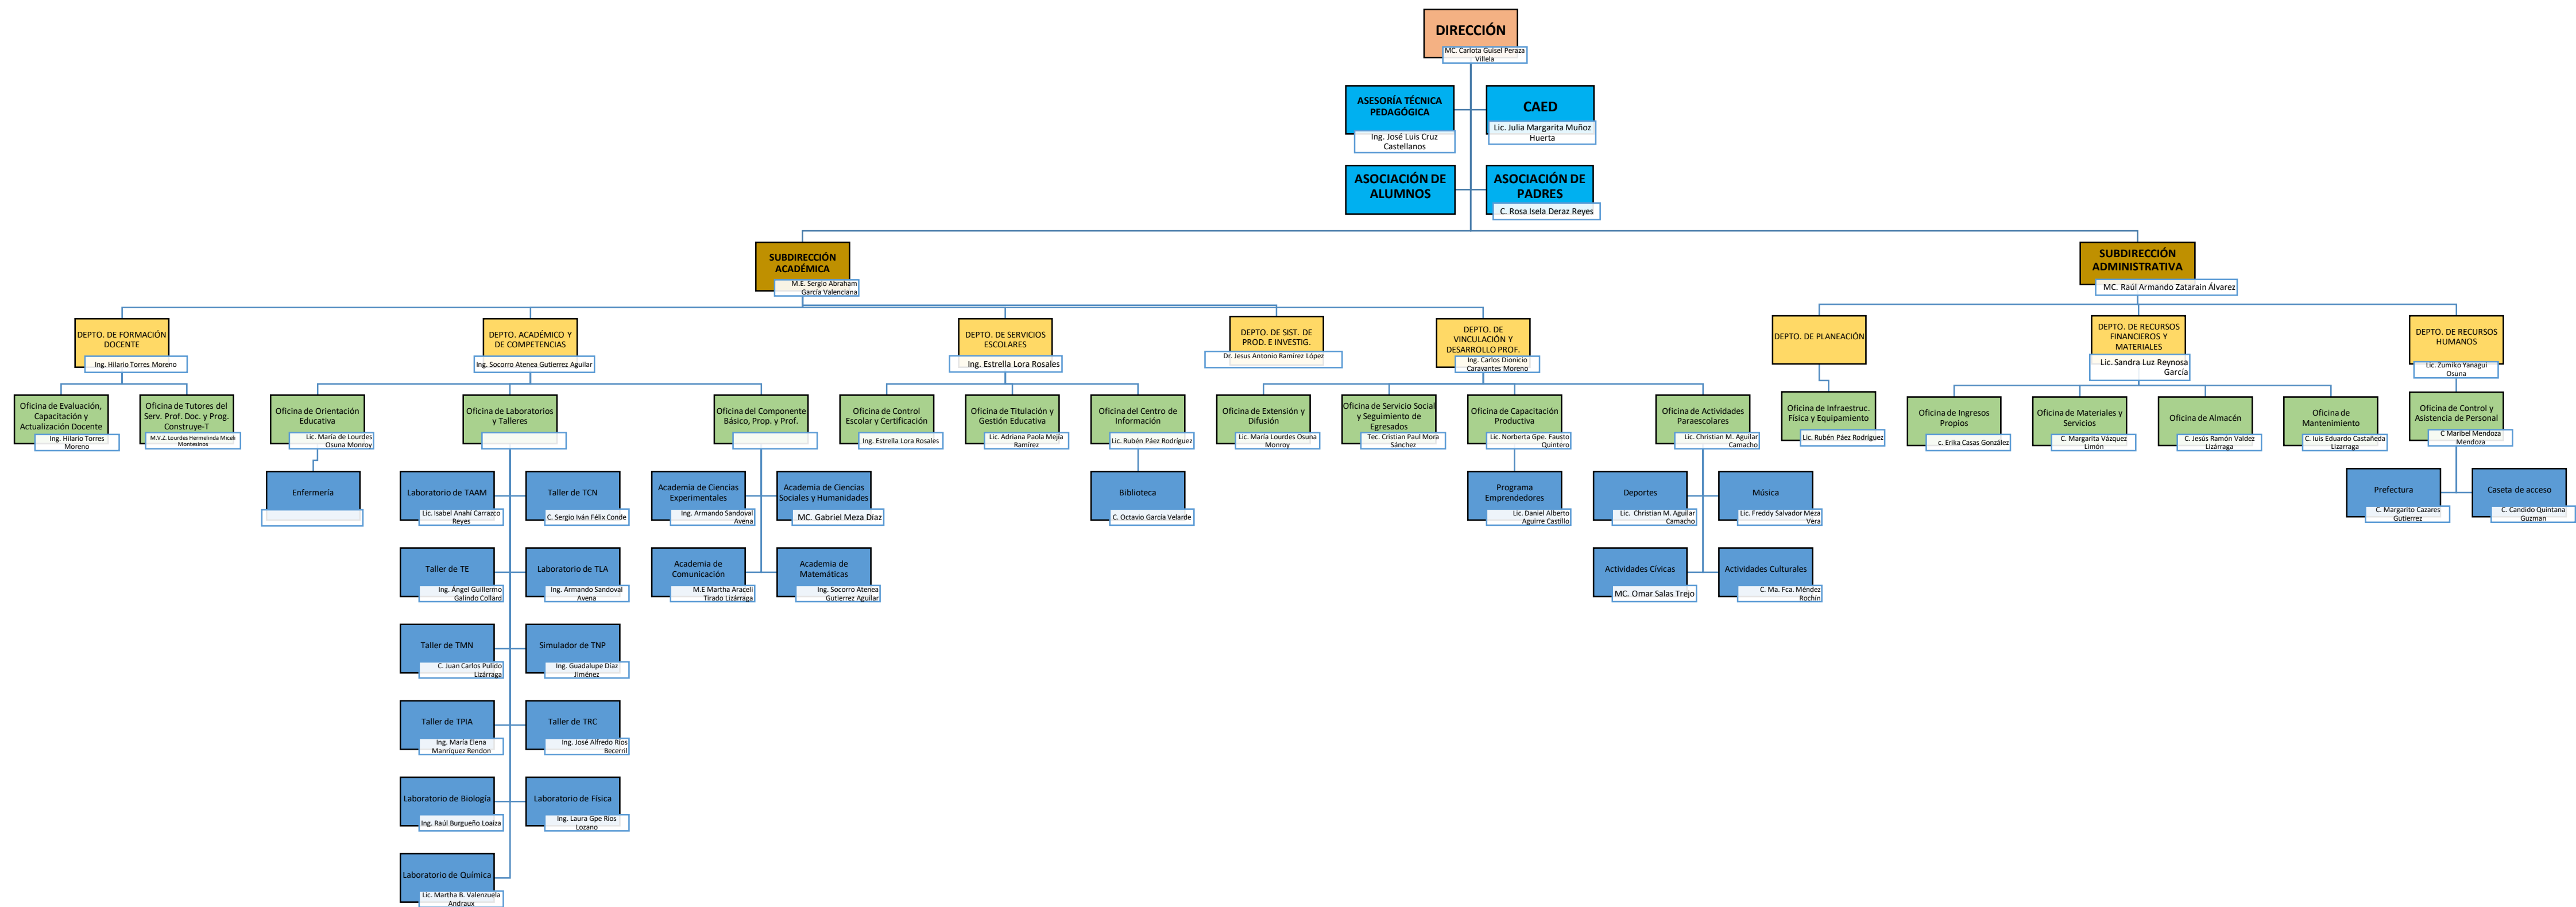 DIRECCIÓN
MC. Carlota Guisel Peraza
Villela
ASESORÍA TÉCNICA
PEDAGÓGICA
Ing. José Luis Cruz
Castellanos
CAED
Lic. Julia Margarita Muñoz
Huerta
ASOCIACIÓN DE
ALUMNOS
ASOCIACIÓN DE
PADRES
C. Rosa Isela Deraz Reyes
SUBDIRECCIÓN
ACADÉMICA
M.E. Sergio Abraham
García Valenciana
SUBDIRECCIÓN
ADMINISTRATIVA
MC. Raúl Armando Zatarain Álvarez
DEPTO. DE FORMACIÓN
DOCENTE
Ing. Hilario Torres Moreno
DEPTO. ACADÉMICO Y
DE COMPETENCIAS
Ing. Socorro Atenea Gutierrez Aguilar
DEPTO. DE SERVICIOS
ESCOLARES
Ing. Estrella Lora Rosales
DEPTO. DE SIST. DE
PROD. E INVESTIG.
Dr. Jesus Antonio Ramírez López
DEPTO. DE
VINCULACIÓN Y
DESARROLLO PROF.
Ing. Carlos Dionicio
Caravantes Moreno
DEPTO. DE PLANEACIÓN
DEPTO. DE RECURSOS
FINANCIEROS Y
MATERIALES
Lic. Sandra Luz Reynosa
García
DEPTO. DE RECURSOS
HUMANOS
Lic. Zumiko Yanagui
Osuna
Oficina de Evaluación,
Capacitación y
Actualización Docente
Ing. Hilario Torres
Moreno
Oficina de Tutores del
Serv. Prof. Doc. y Prog.
Construye-T
M.V.Z. Lourdes Hermelinda Miceli
Montesinos
Oficina de Orientación
Educativa
Lic. María de Lourdes
Osuna Monroy
Oficina de Laboratorios
y Talleres
Oficina del Componente
Básico, Prop. y Prof.
Oficina de Control
Escolar y Certificación
Ing. Estrella Lora Rosales
Oficina de Titulación y
Gestión Educativa
Lic. Adriana Paola Mejía
Ramírez
Oficina del Centro de
Información
Lic. Rubén Páez Rodríguez
Oficina de Extensión y
Difusión
Lic. María Lourdes Osuna
Monroy
Oficina de Servicio Social
y Seguimiento de
Egresados
Tec. Cristian Paul Mora
Sánchez
Oficina de Capacitación
Productiva
Lic. Norberta Gpe. Fausto
Quintero
Oficina de Actividades
Paraescolares
Lic. Christian M. Aguilar
Camacho
Oficina de Infraestruc.
Física y Equipamiento
Lic. Rubén Páez Rodríguez
Oficina de Ingresos
Propios
c. Erika Casas González
Oficina de Materiales y
Servicios
C. Margarita Vázquez
Limón
Oficina de Almacén
C. Jesús Ramón Valdez
Lizárraga
Oficina de
Mantenimiento
C. luis Eduardo Castañeda
Lizarraga
Oficina de Control y
Asistencia de Personal
C Maribel Mendoza
Mendoza
Enfermería
Laboratorio de TAAM
Lic. Isabel Anahí Carrazco
Reyes
Taller de TCN
C. Sergio Iván Félix Conde
Academia de Ciencias
Experimentales
Ing. Armando Sandoval
Avena
Academia de Ciencias
Sociales y Humanidades
MC. Gabriel Meza Díaz
Biblioteca
C. Octavio García Velarde
Programa
Emprendedores
Lic. Daniel Alberto
Aguirre Castillo
Deportes
Lic. Christian M. Aguilar
Camacho
Música
Lic. Freddy Salvador Meza
Vera
Prefectura
C. Margarito Cazares
Gutierrez
Caseta de acceso
C. Candido Quintana
Guzman
Taller de TE
Ing. Ángel Guillermo
Galindo Collard
Laboratorio de TLA
Ing. Armando Sandoval
Avena
Academia de
Comunicación
M.E Martha Araceli
Tirado Lizárraga
Academia de
Matemáticas
Ing. Socorro Atenea
Gutierrez Aguilar
Actividades Cívicas
MC. Omar Salas Trejo
Actividades Culturales
C. Ma. Fca. Méndez
Rochín
Taller de TMN
C. Juan Carlos Pulido
Lizárraga
Simulador de TNP
Ing. Guadalupe Díaz
Jiménez
Taller de TPIA
Ing. María Elena
Manríquez Rendon
Taller de TRC
Ing. José Alfredo Rios
Becerril
Laboratorio de Biología
Ing. Raúl Burgueño Loaiza
Laboratorio de Física
Ing. Laura Gpe Ríos
Lozano
Laboratorio de Química
Lic. Martha B. Valenzuela
Andraux